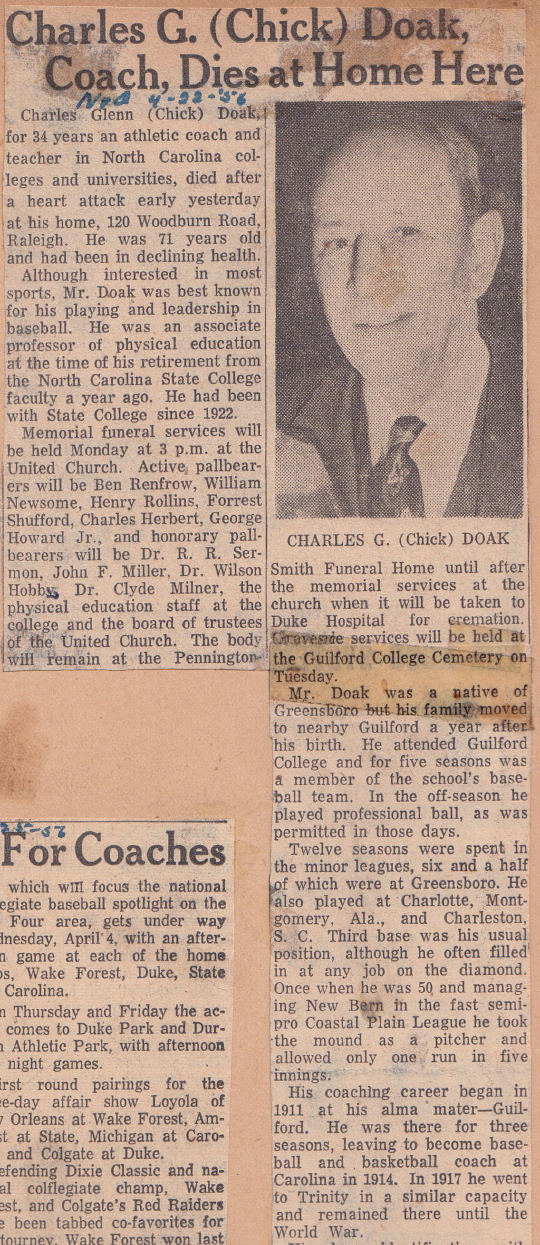 Charles G. (Chick) Doak,
Coach, Dies at Home Here
N&O 4-22-'56
Charles Glenn (Chick) Doak,
for 34 years an athletic coach and
teacher in North Carolina col-
leges and universities, died after
a heart attack early yesterday
at his home, 120 Woodburn Road,
Raleigh. He was 71 years old
and had been in declining health.
Although interested in most
sports, Mr. Doak was best known
for his playing and leadership in
baseball. He was an associate
professor of physical education
at the time of his retirement from
the North Carolina State College
faculty a year ago. He had been
with State College since 1922.
Memorial funeral services will
be held Monday at 3 p.m. at the
United Church. Active pallbear-
ers will be Ben Renfrow, William
Newsome, Henry Rollins, Forrest
Shufford, Charles Herbert, George
Howard Jr., and honorary pall-
bearers will be Dr. R. R. Ser-
mon, John F. Miller, Dr. Wilson
Hobbs, Dr. Clyde Milner, the
physical education staff at the
college and the board of trustees
of the United Church. The body
will remain at the Pennington-
CHARLES G. (Chick) DOAK
Smith Funeral Home until after
the memorial services at the
church when it will be taken to
Duke Hospital for cremation.
Graveside services will be held at
the Guilford College Cemetery on
Tuesday.
Mr. Doak was a native of
Greensboro but his family moved
to nearby Guilford a year after
his birth. He attended Guilford
College and for five seasons was
a member of the school's base-
ball team. In the off-season he
played professional ball, as was
permitted in those days.
Twelve seasons were spent in
the minor leagues, six and a half
of which were at Greensboro. He
also played at Charlotte, Mont-
gomery, Ala., and Charleston,
S. C. Third base was his usual
position, although he often filled
in at any job on the diamond.
Once when he was 50 and manag-
ing New Bern in the fast semi-
pro Coastal Plain League he took
the mound as a pitcher and
allowed only one run in five
innings.
His coaching career began in
1911 at his alma mater—Guil-
ford. He was there for three
seasons, leaving to become base-
ball and basketball coach at
Carolina in 1914. In 1917 he went
to Trinity in a similar capacity
and remained there until the
World War.
25-56
For Coaches
which will focus the national
egiate baseball spotlight on the
Four area, gets under way
dnesday, April 4, with an after-
n game at each of the home
os, Wake Forest, Duke, State
Carolina.
n Thursday and Friday the ac-
comes to Duke Park and Dur-
n Athletic Park, with afternoon
night games.
irst round pairings for the
ee-day affair show Loyola of
w Orleans at Wake Forest, Am-
st at State, Michigan at Caro-
and Colgate at Duke.
efending Dixie Classic and na-
al colflegiate champ, Wake
est, and Colgate's Red Raiders
e been tabbed co-favorites for
tourney. Wake Forest won last